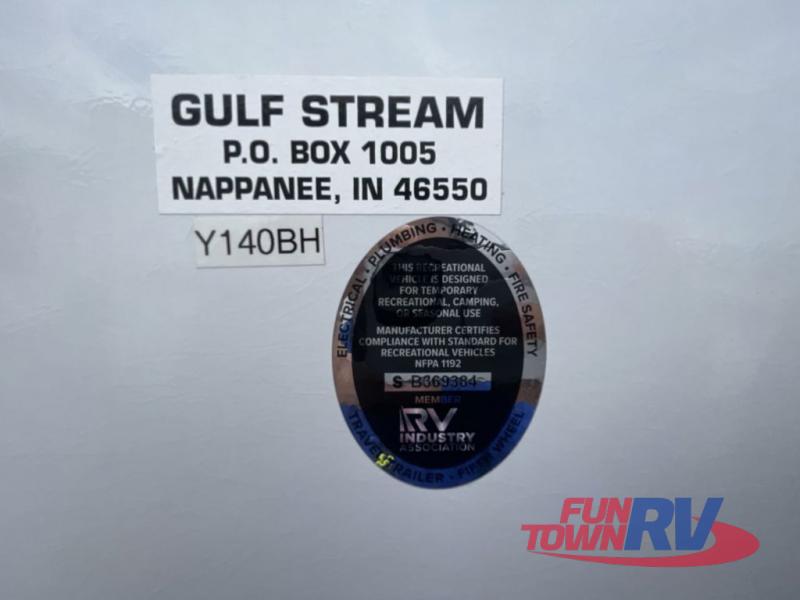 GULF STREAM
P.O. BOX 1005
NAPPANEE, IN 46550
Y140BH
ELECTRICAL • PLUMBING • HEATING • FIRE SAFETY
THIS RECREATIONAL
VEHICLE IS DESIGNED
FOR TEMPORARY
RECREATIONAL, CAMPING,
OR SEASONAL USE
MANUFACTURER CERTIFIES
COMPLIANCE WITH STANDARD FOR
RECREATIONAL VEHICLES
NFPA 1192
S B369384
MEMBER
RV
INDUSTRY
ASSOCIATION
TRAVEL TRAILER • FIFTH WHEEL
FUN
TOWN RV